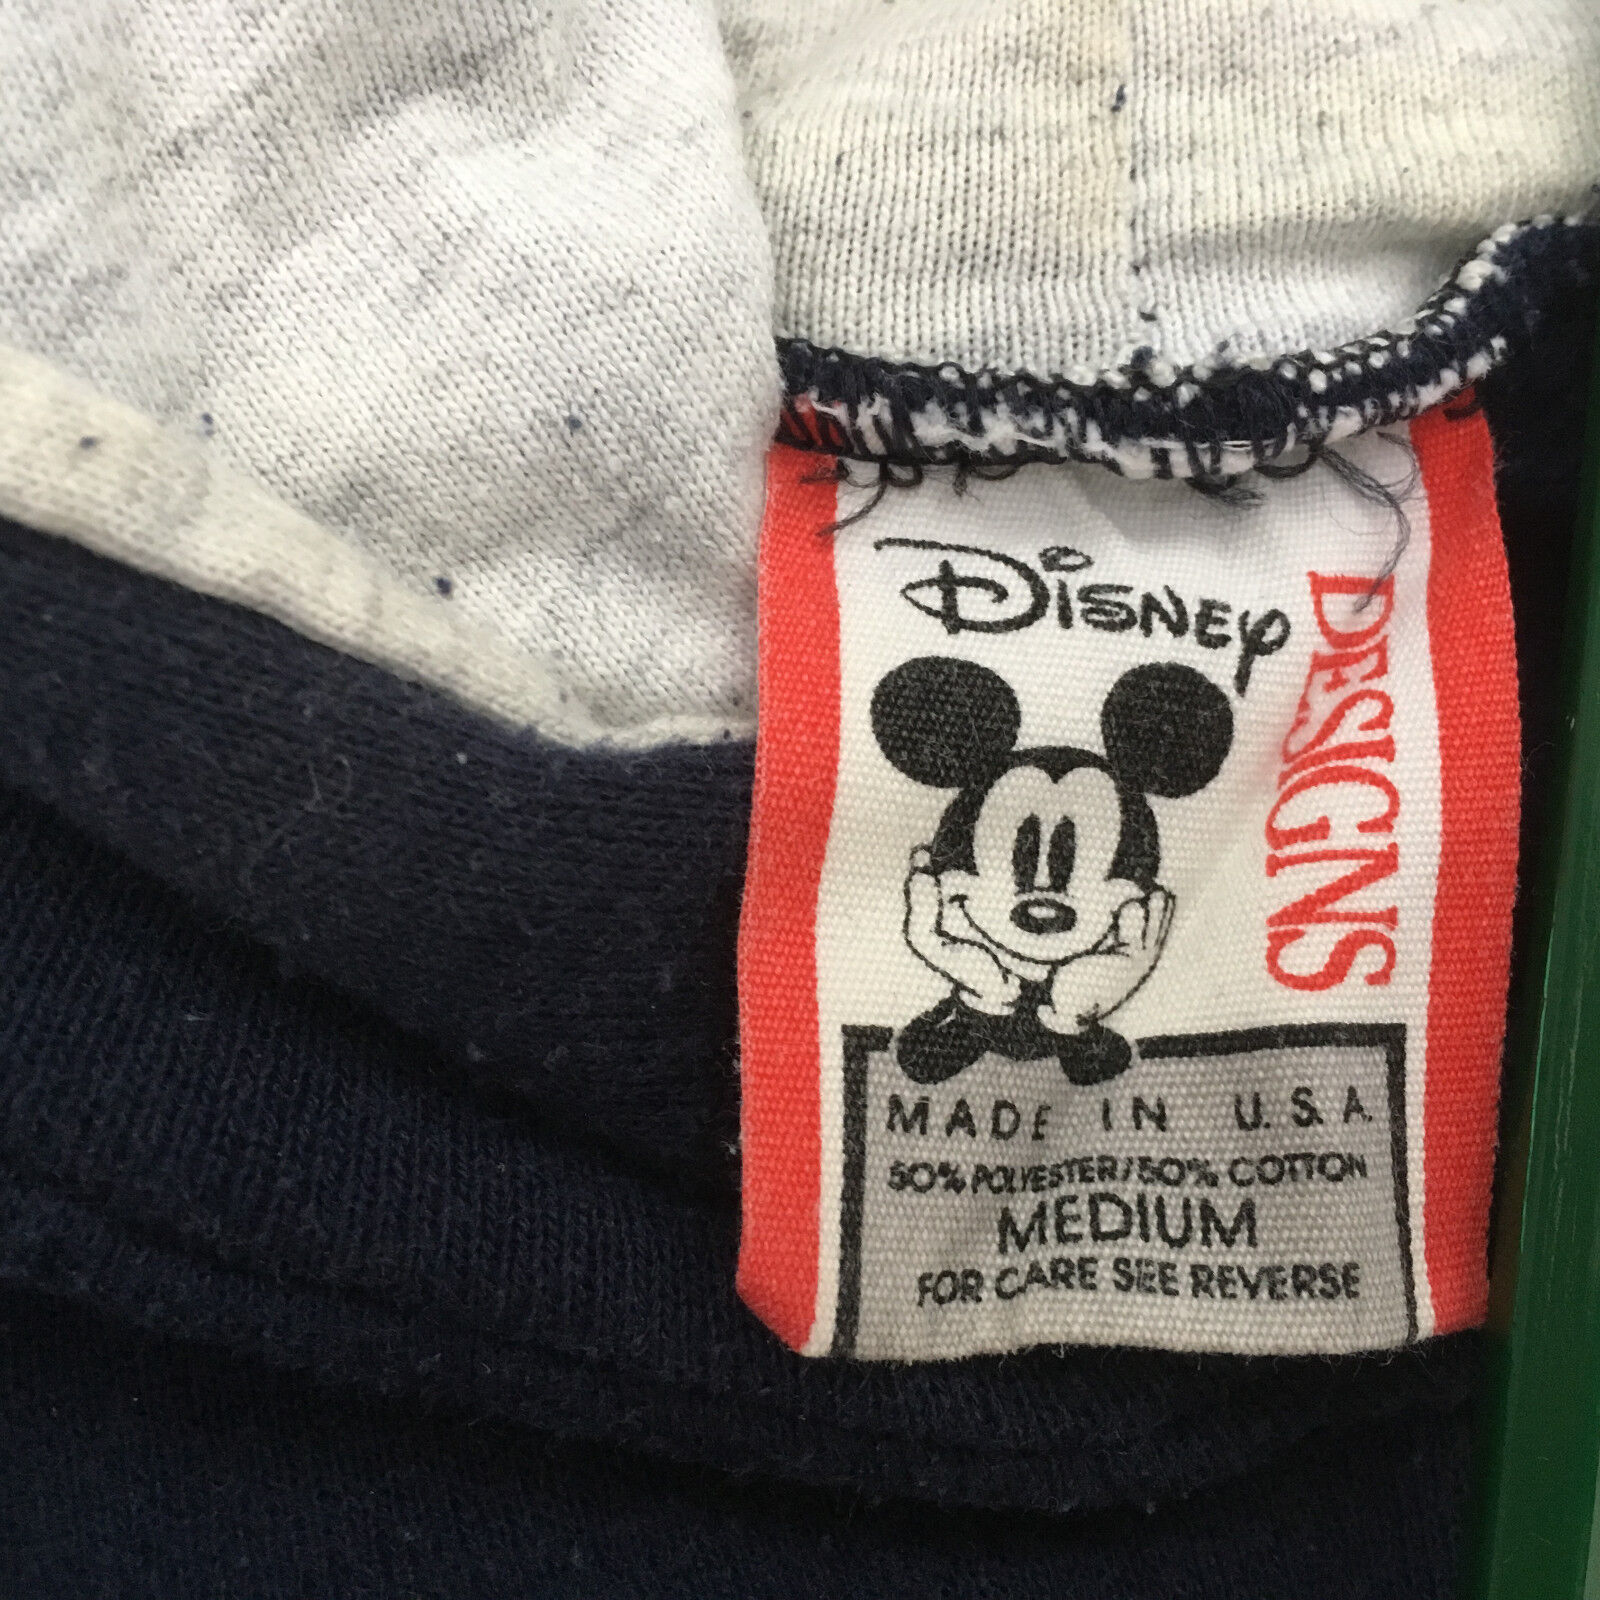 Disney
DESIGNS
MADE IN U.S.A.
50% POLYESTER/50% COTTON
MEDIUM
FOR CARE SEE REVERSE